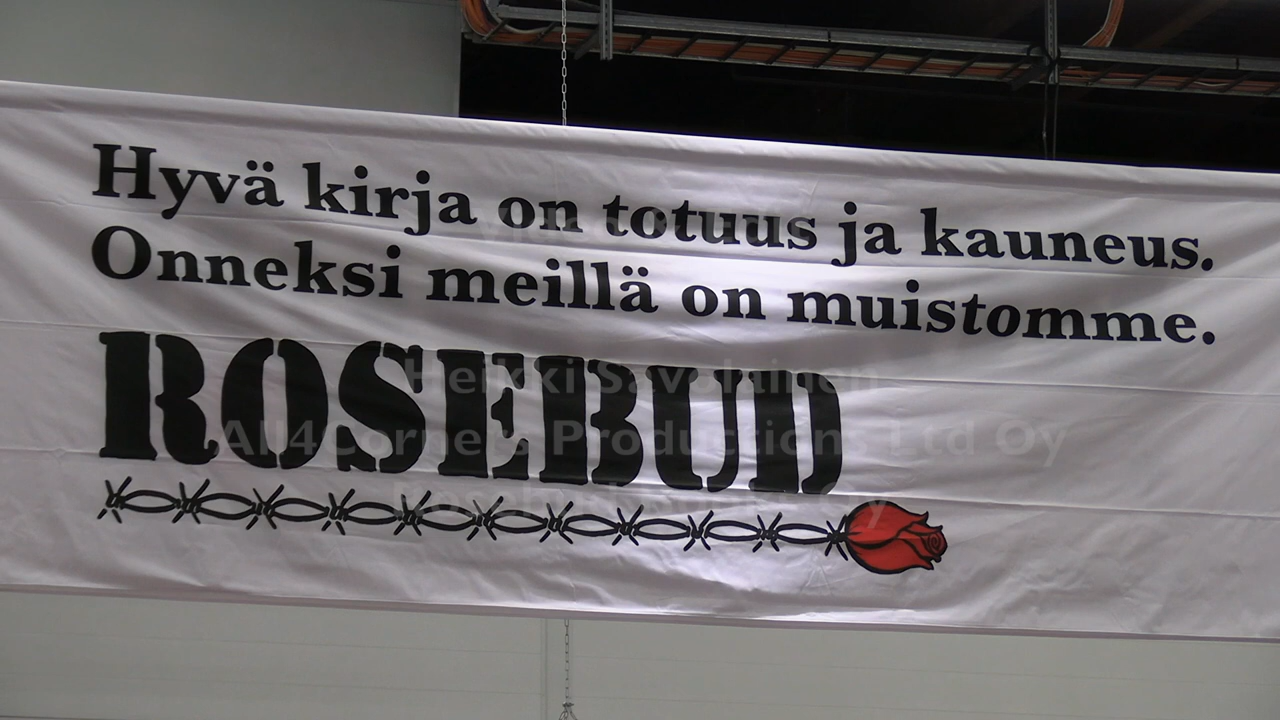 Hyvä kirja on totuus ja kauneus.
Onneksi meillä on muistomme.
ROSEBUD
Heikki Savolainen
All4Corners Productions Ltd Oy